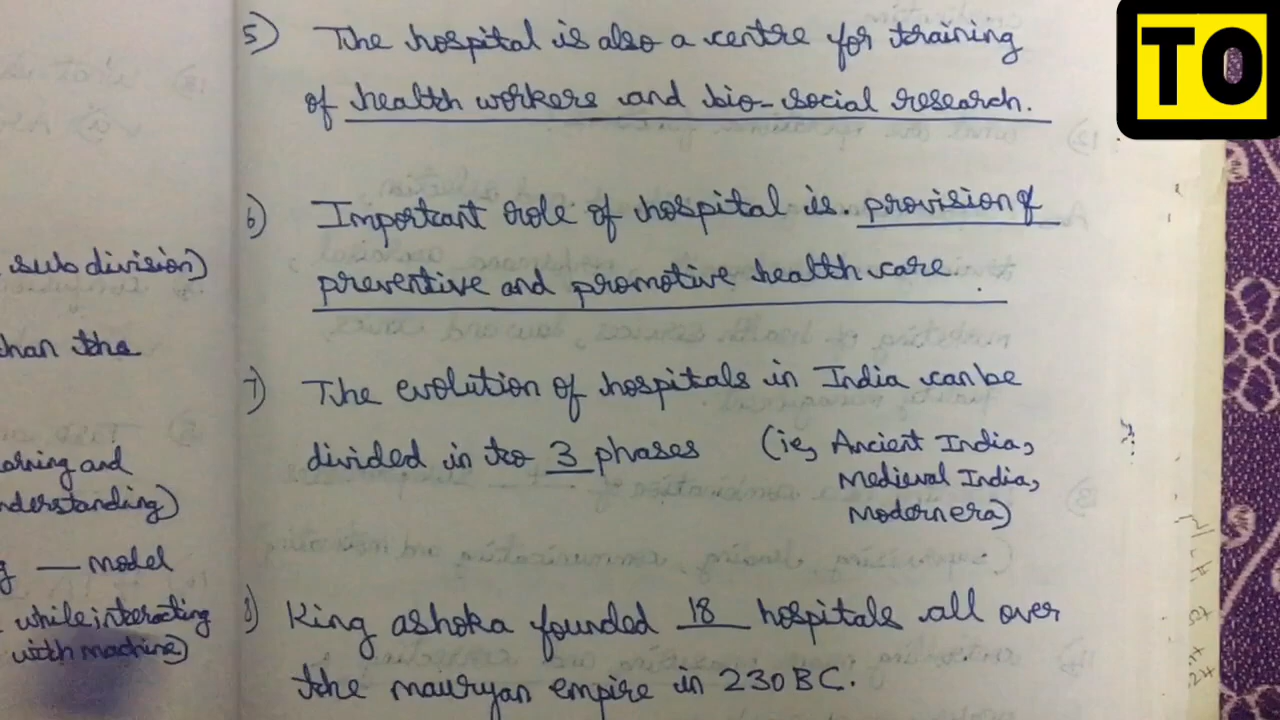 TO
5) The hospital is also a centre for training
of health workers and bio-social research.
6) Important role of hospital is provision of
preventive and promotive health care.
7) The evolution of hospitals in India can be
divided in to 3 phases (ie, Ancient India,
Medieval India,
Modern era)
8) King ashoka founded 18 hospitals all over
the mauryan empire in 230 BC.
sub division)
than the
and
understanding)
— model
while interacting
with machine)